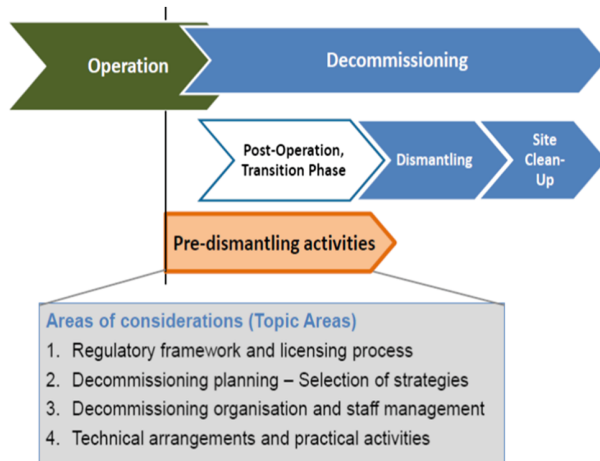 Operation
Decommissioning
Post-Operation,
Transition Phase
Dismantling
Site
Clean-
Up
Pre-dismantling activities
Areas of considerations (Topic Areas)
1. Regulatory framework and licensing process
2. Decommissioning planning – Selection of strategies
3. Decommissioning organisation and staff management
4. Technical arrangements and practical activities